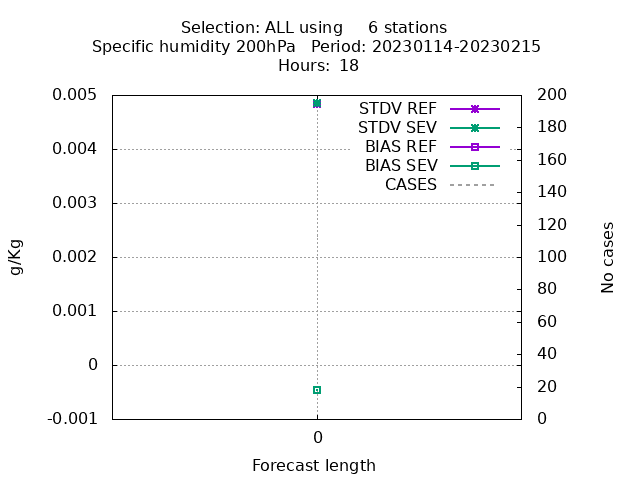 Selection: ALL using     6 stations
Specific humidity 200hPa   Period: 20230114-20230215
Hours:  18
STDV REF
STDV SEV
BIAS REF
BIAS SEV
CASES
0.005
0.004
0.003
0.002
0.001
0
-0.001
g/Kg
200
180
160
140
120
100
80
60
40
20
0
No cases
0
Forecast length